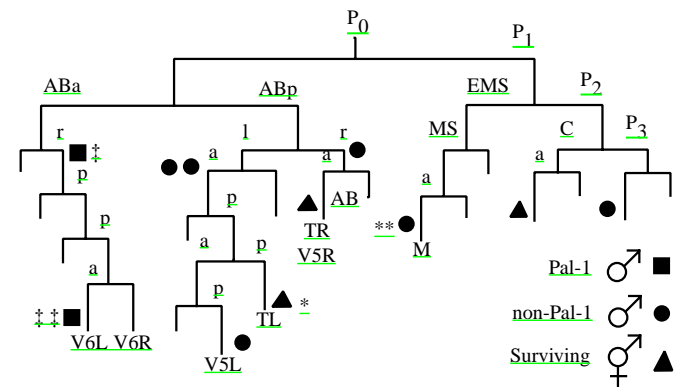 P0
P1
ABa ABp EMS P2
r ‡ l r MS C P3
p a a a a
p p TR AB ** M
a a p V5R
‡ ‡ p TL *
V6L V6R V5L
Pal-1
non-Pal-1
Surviving